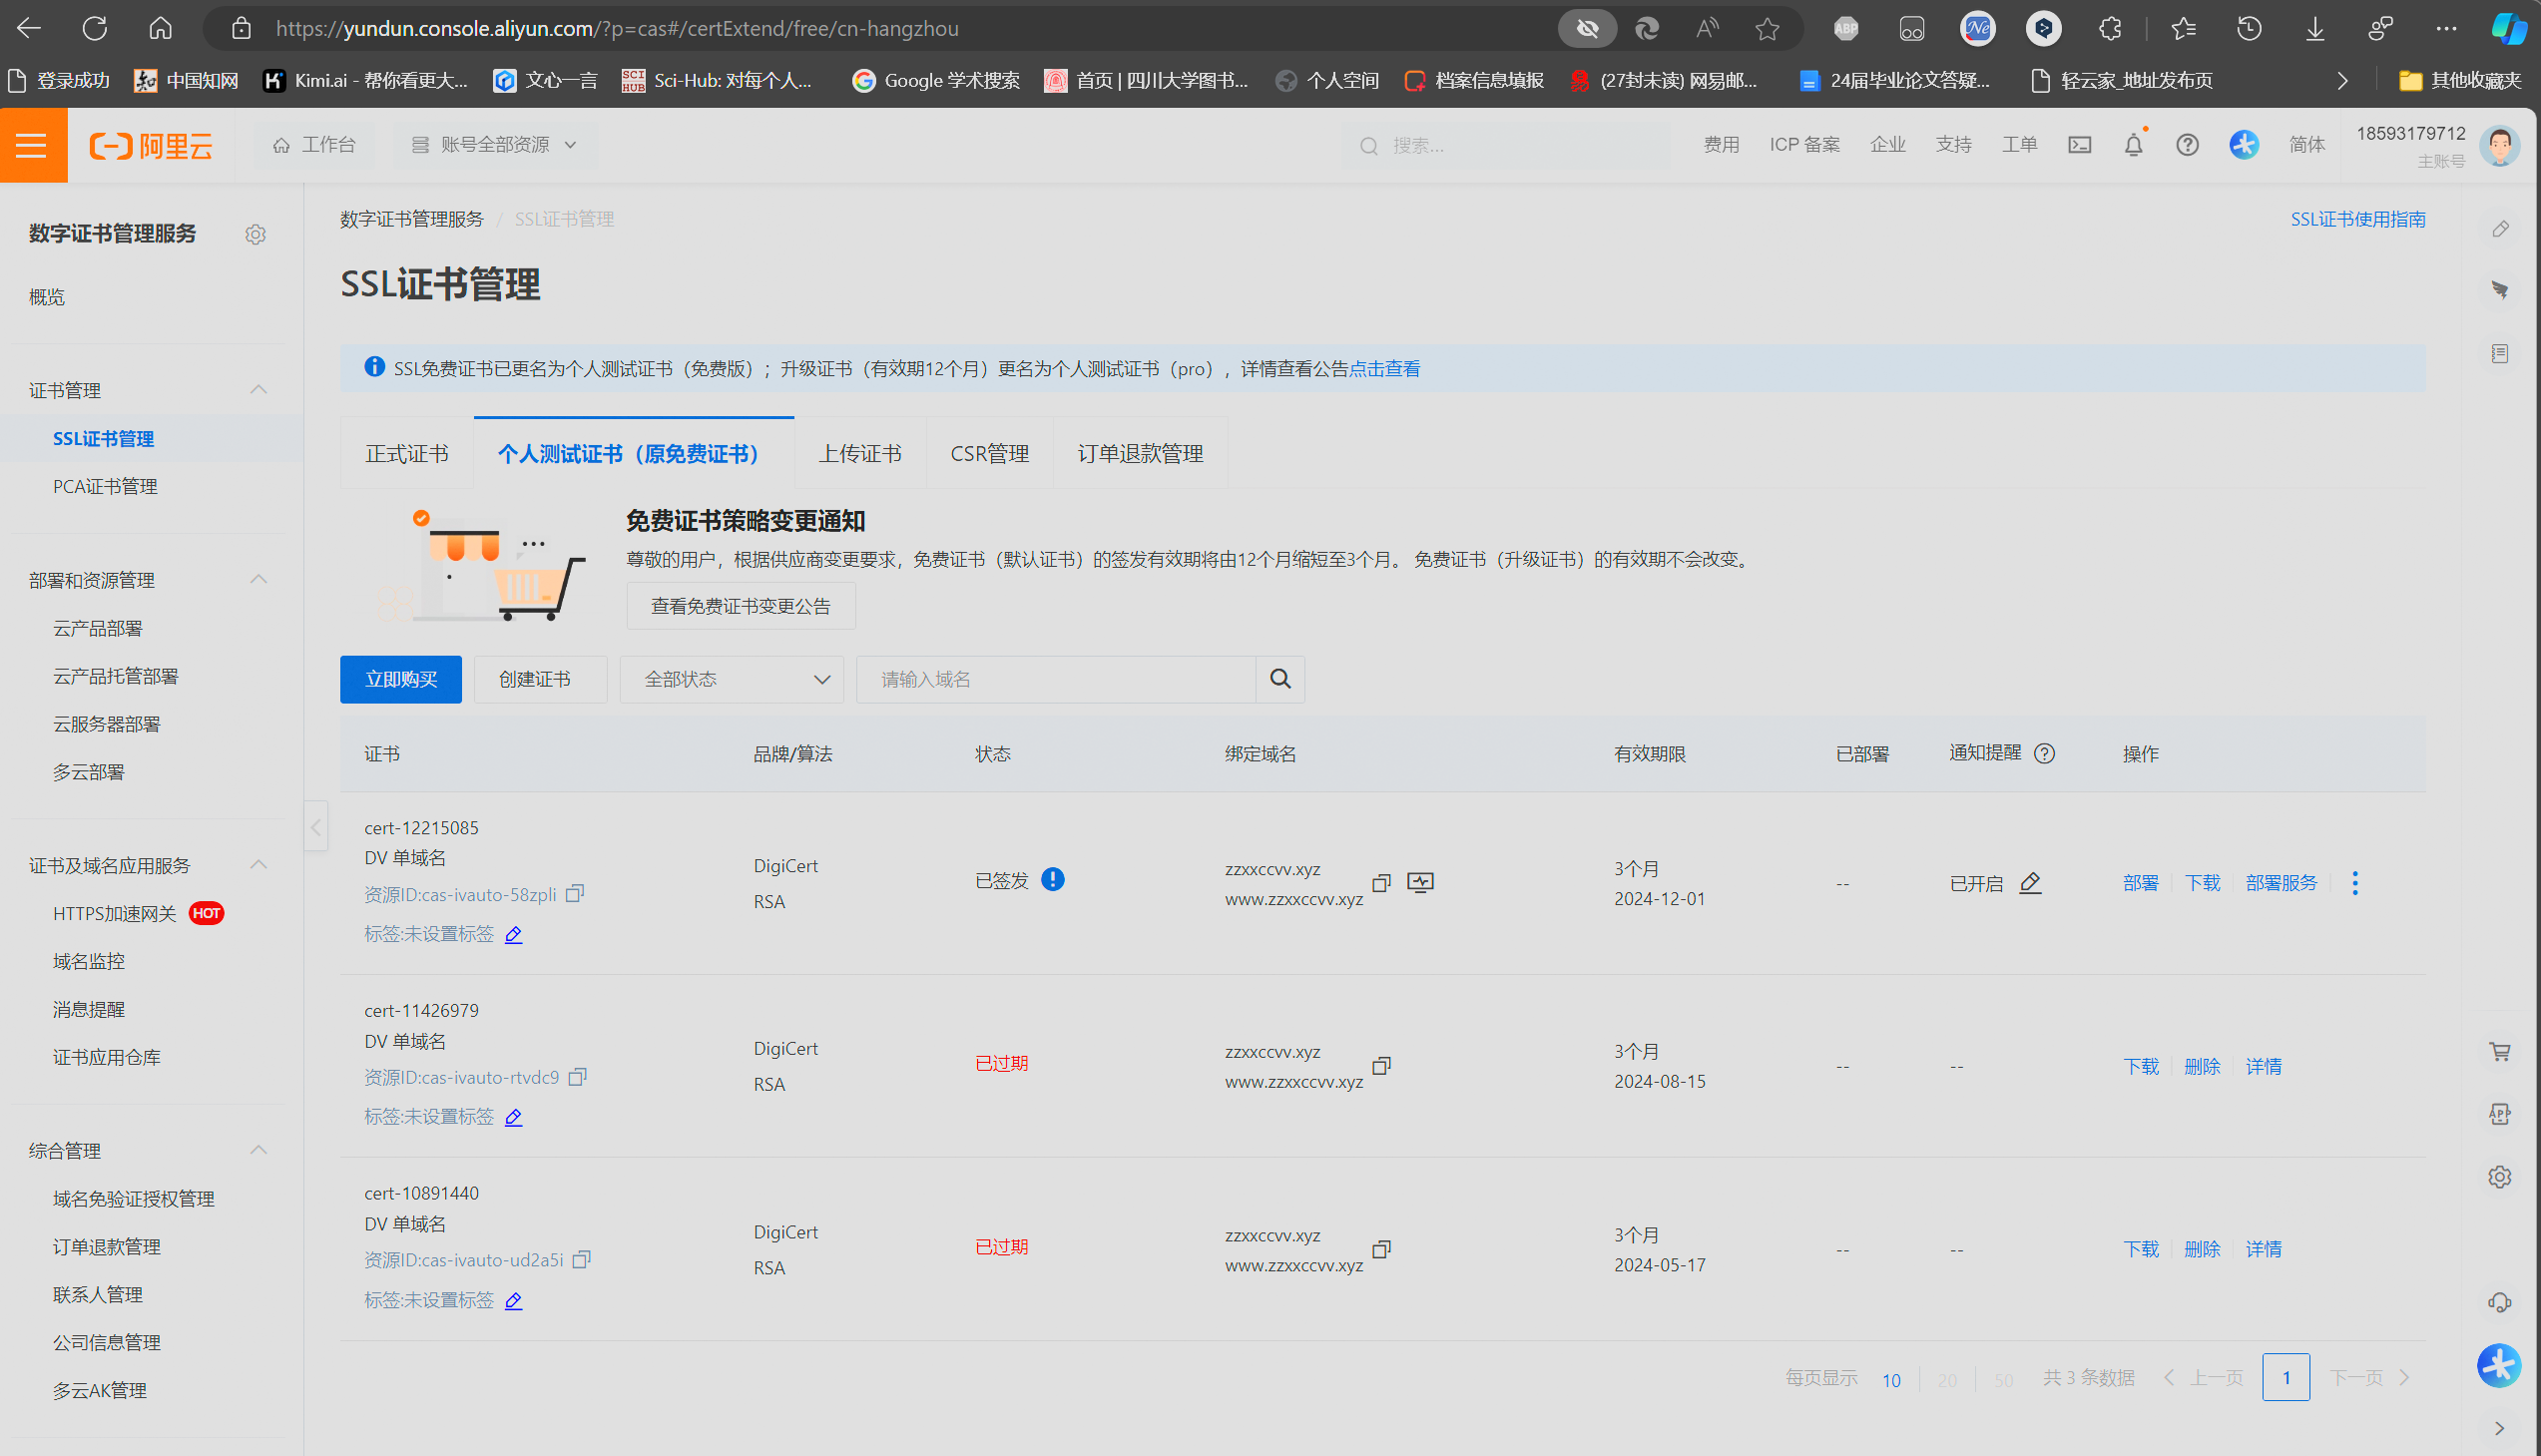 https://yundun.console.aliyun.com/?p=cas#/certExtend/free/cn-hangzhou
ABP
登录成功
中国知网
Kimi.ai - 帮你看更大...
文心一言
SCI HUB
Sci-Hub: 对每个人...
Google 学术搜索
首页 | 四川大学图书...
个人空间
档案信息填报
(27封未读) 网易邮...
24届毕业论文答疑...
轻云家_地址发布页
其他收藏夹
阿里云
工作台
账号全部资源
搜索...
费用
ICP 备案
企业
支持
工单
简体
18593179712
主账号
数字证书管理服务
概览
证书管理
SSL证书管理
PCA证书管理
部署和资源管理
云产品部署
云产品托管部署
云服务器部署
多云部署
证书及域名应用服务
HTTPS加速网关 HOT
域名监控
消息提醒
证书应用仓库
综合管理
域名免验证授权管理
订单退款管理
联系人管理
公司信息管理
多云AK管理
数字证书管理服务 / SSL证书管理
SSL证书使用指南
SSL证书管理
SSL免费证书已更名为个人测试证书（免费版）；升级证书（有效期12个月）更名为个人测试证书（pro），详情查看公告点击查看
正式证书
个人测试证书（原免费证书）
上传证书
CSR管理
订单退款管理
免费证书策略变更通知
尊敬的用户，根据供应商变更要求，免费证书（默认证书）的签发有效期将由12个月缩短至3个月。 免费证书（升级证书）的有效期不会改变。
查看免费证书变更公告
立即购买
创建证书
全部状态
请输入域名
证书 品牌/算法 状态 绑定域名 有效期限 已部署 通知提醒 操作
cert-12215085
DV 单域名
资源ID:cas-ivauto-58zpli
标签:未设置标签
DigiCert
RSA
已签发
zzxxccvv.xyz
www.zzxxccvv.xyz
3个月
2024-12-01
--
已开启
部署 下载 部署服务
cert-11426979
DV 单域名
资源ID:cas-ivauto-rtvdc9
标签:未设置标签
DigiCert
RSA
已过期
zzxxccvv.xyz
www.zzxxccvv.xyz
3个月
2024-08-15
--
--
下载 删除 详情
cert-10891440
DV 单域名
资源ID:cas-ivauto-ud2a5i
标签:未设置标签
DigiCert
RSA
已过期
zzxxccvv.xyz
www.zzxxccvv.xyz
3个月
2024-05-17
--
--
下载 删除 详情
每页显示 10 20 50 共 3 条数据 上一页 1 下一页
APP